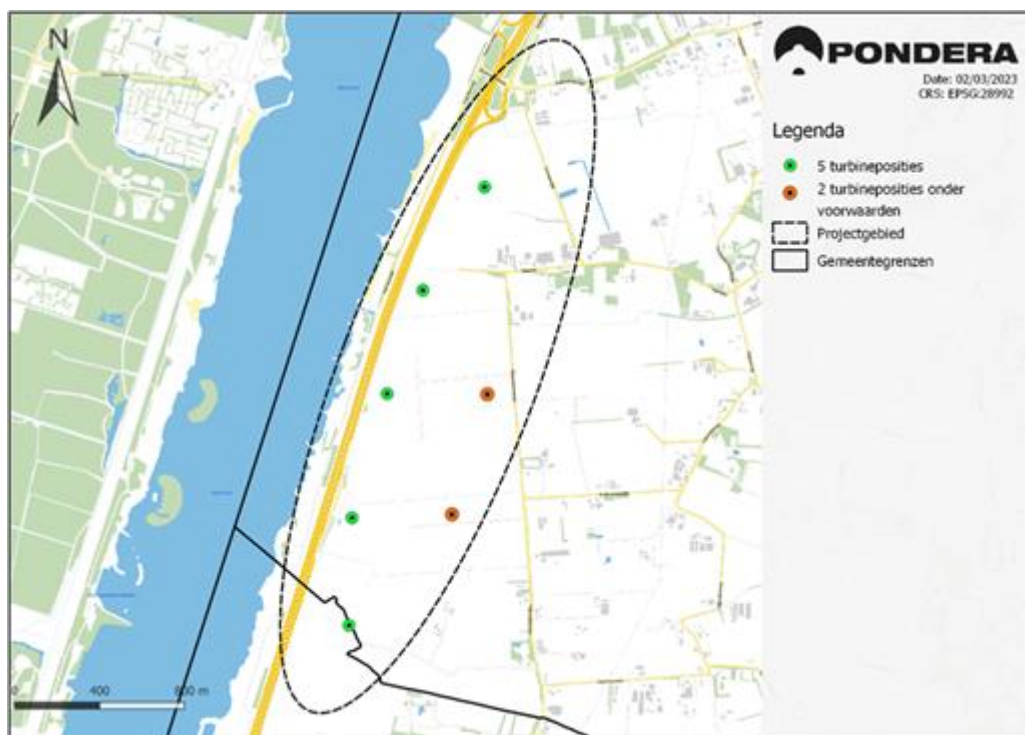 N
PONDERA
Date: 02/03/2023
CRS: EPSG:28992
Legenda
5 turbineposities
2 turbineposities onder
voorwaarden
Projectgebied
Gemeentegrenzen
0 400 800 m